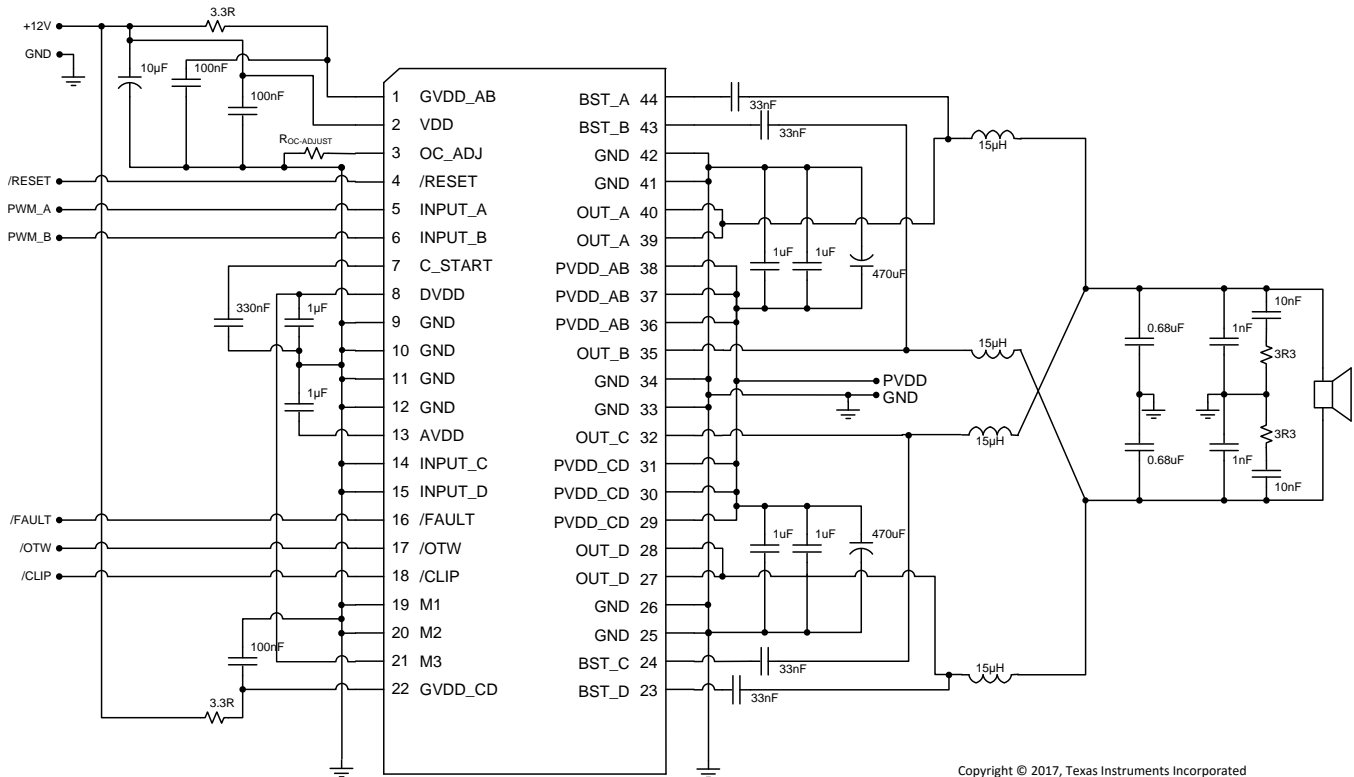 3.3R
+12V
GND
10µF
100nF
100nF
R_OC-ADJUST
/RESET
PWM_A
PWM_B
330nF
1µF
1µF
/FAULT
/OTW
/CLIP
100nF
3.3R
1 GVDD_AB
2 VDD
3 OC_ADJ
4 /RESET
5 INPUT_A
6 INPUT_B
7 C_START
8 DVDD
9 GND
10 GND
11 GND
12 GND
13 AVDD
14 INPUT_C
15 INPUT_D
16 /FAULT
17 /OTW
18 /CLIP
19 M1
20 M2
21 M3
22 GVDD_CD
BST_A 44
BST_B 43
GND 42
GND 41
OUT_A 40
OUT_A 39
PVDD_AB 38
PVDD_AB 37
PVDD_AB 36
OUT_B 35
GND 34
GND 33
OUT_C 32
PVDD_CD 31
PVDD_CD 30
PVDD_CD 29
OUT_D 28
OUT_D 27
GND 26
GND 25
BST_C 24
BST_D 23
33nF
33nF
15µH
1uF
1uF
470uF
15µH
PVDD
GND
15µH
1uF
1uF
470uF
33nF
33nF
15µH
0.68uF
1nF
10nF
3R3
0.68uF
1nF
3R3
10nF
Copyright © 2017, Texas Instruments Incorporated